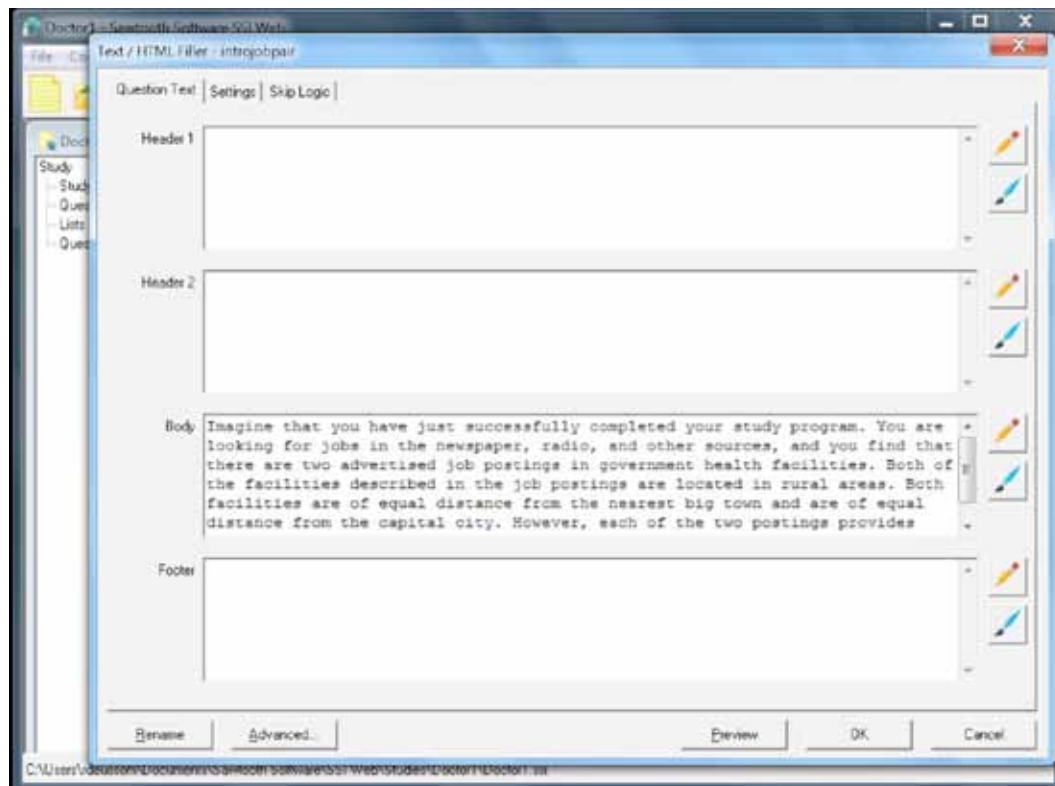 Doctor1 - Sawtooth Software SSI Web
Text / HTML Filler - introjobpair
File
Question Text Settings Skip Logic
Study
Lists
Header 1
Header 2
Body
Imagine that you have just successfully completed your study program. You are
looking for jobs in the newspaper, radio, and other sources, and you find that
there are two advertised job postings in government health facilities. Both of
the facilities described in the job postings are located in rural areas. Both
facilities are of equal distance from the nearest big town and are of equal
distance from the capital city. However, each of the two postings provides
Footer
Rename Advanced... Preview OK Cancel